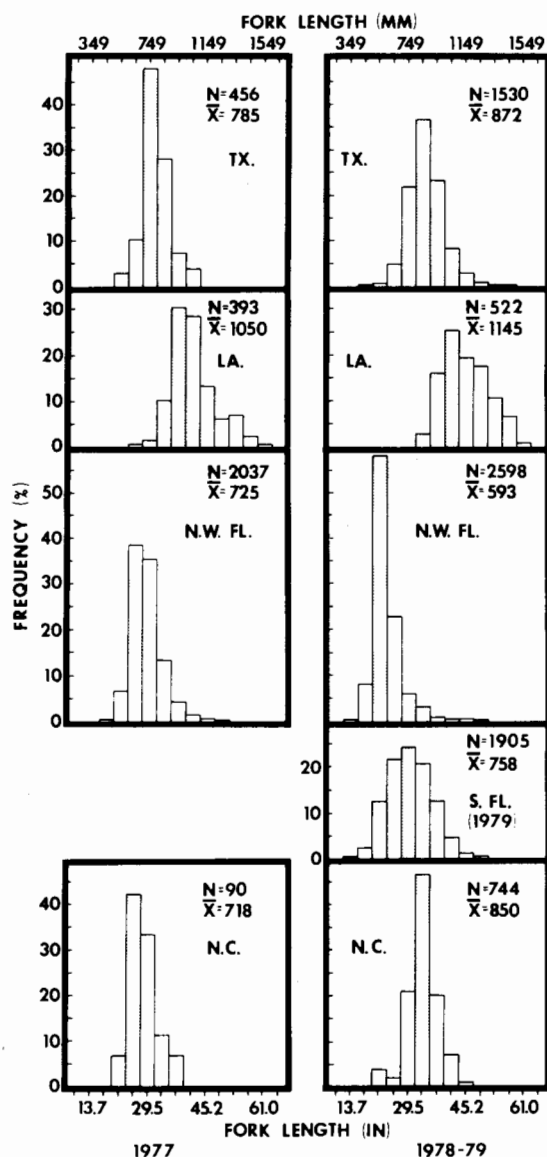 FORK LENGTH (MM)
349 749 1149 1549 349 749 1149 1549
40
30
20
10
0
N=456
X̄=785
TX.
N=1530
X̄=872
TX.
30
20
10
0
N=393
X̄=1050
LA.
N=522
X̄=1145
LA.
FREQUENCY (%)
50
40
30
20
10
0
N=2037
X̄=725
N.W. FL.
N=2598
X̄=593
N.W. FL.
20
10
0
N=1905
X̄=758
S. FL.
(1979)
40
30
20
10
0
N=90
X̄=718
N.C.
N=744
X̄=850
N.C.
13.7 29.5 45.2 61.0 13.7 29.5 45.2 61.0
FORK LENGTH (IN)
1977 1978-79